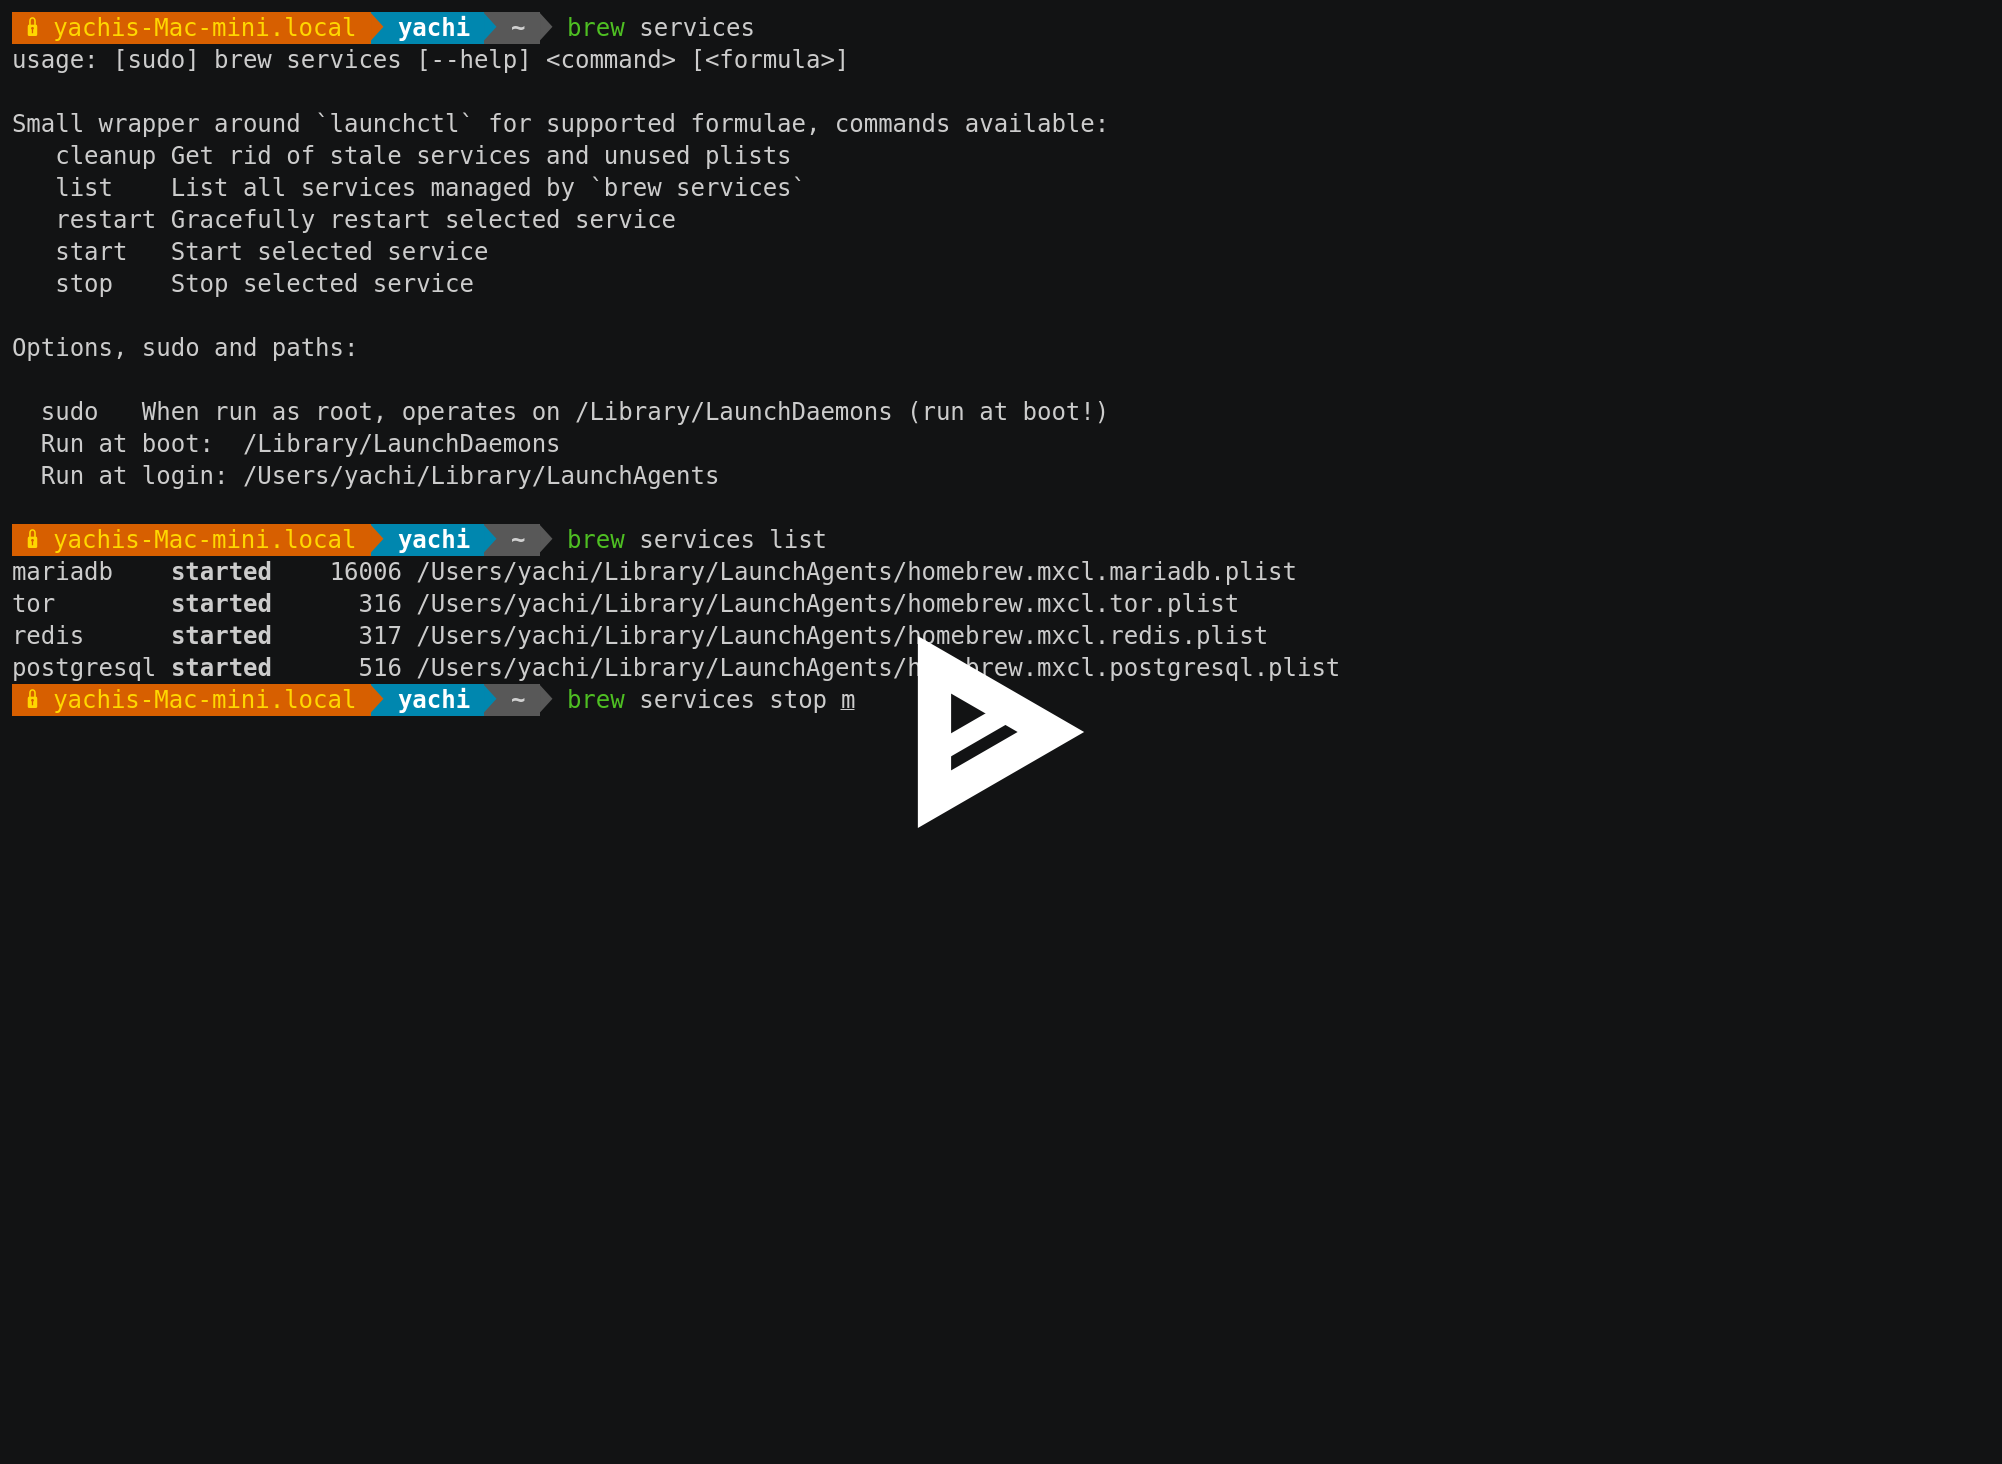 yachis-Mac-mini.local yachi ~ brew services
usage: [sudo] brew services [--help] <command> [<formula>]
Small wrapper around `launchctl` for supported formulae, commands available:
cleanup Get rid of stale services and unused plists
list List all services managed by `brew services`
restart Gracefully restart selected service
start Start selected service
stop Stop selected service
Options, sudo and paths:
sudo When run as root, operates on /Library/LaunchDaemons (run at boot!)
Run at boot: /Library/LaunchDaemons
Run at login: /Users/yachi/Library/LaunchAgents
yachis-Mac-mini.local yachi ~ brew services list
mariadb started 16006 /Users/yachi/Library/LaunchAgents/homebrew.mxcl.mariadb.plist
tor started 316 /Users/yachi/Library/LaunchAgents/homebrew.mxcl.tor.plist
redis started 317 /Users/yachi/Library/LaunchAgents/homebrew.mxcl.redis.plist
postgresql started 516 /Users/yachi/Library/LaunchAgents/homebrew.mxcl.postgresql.plist
yachis-Mac-mini.local yachi ~ brew services stop m